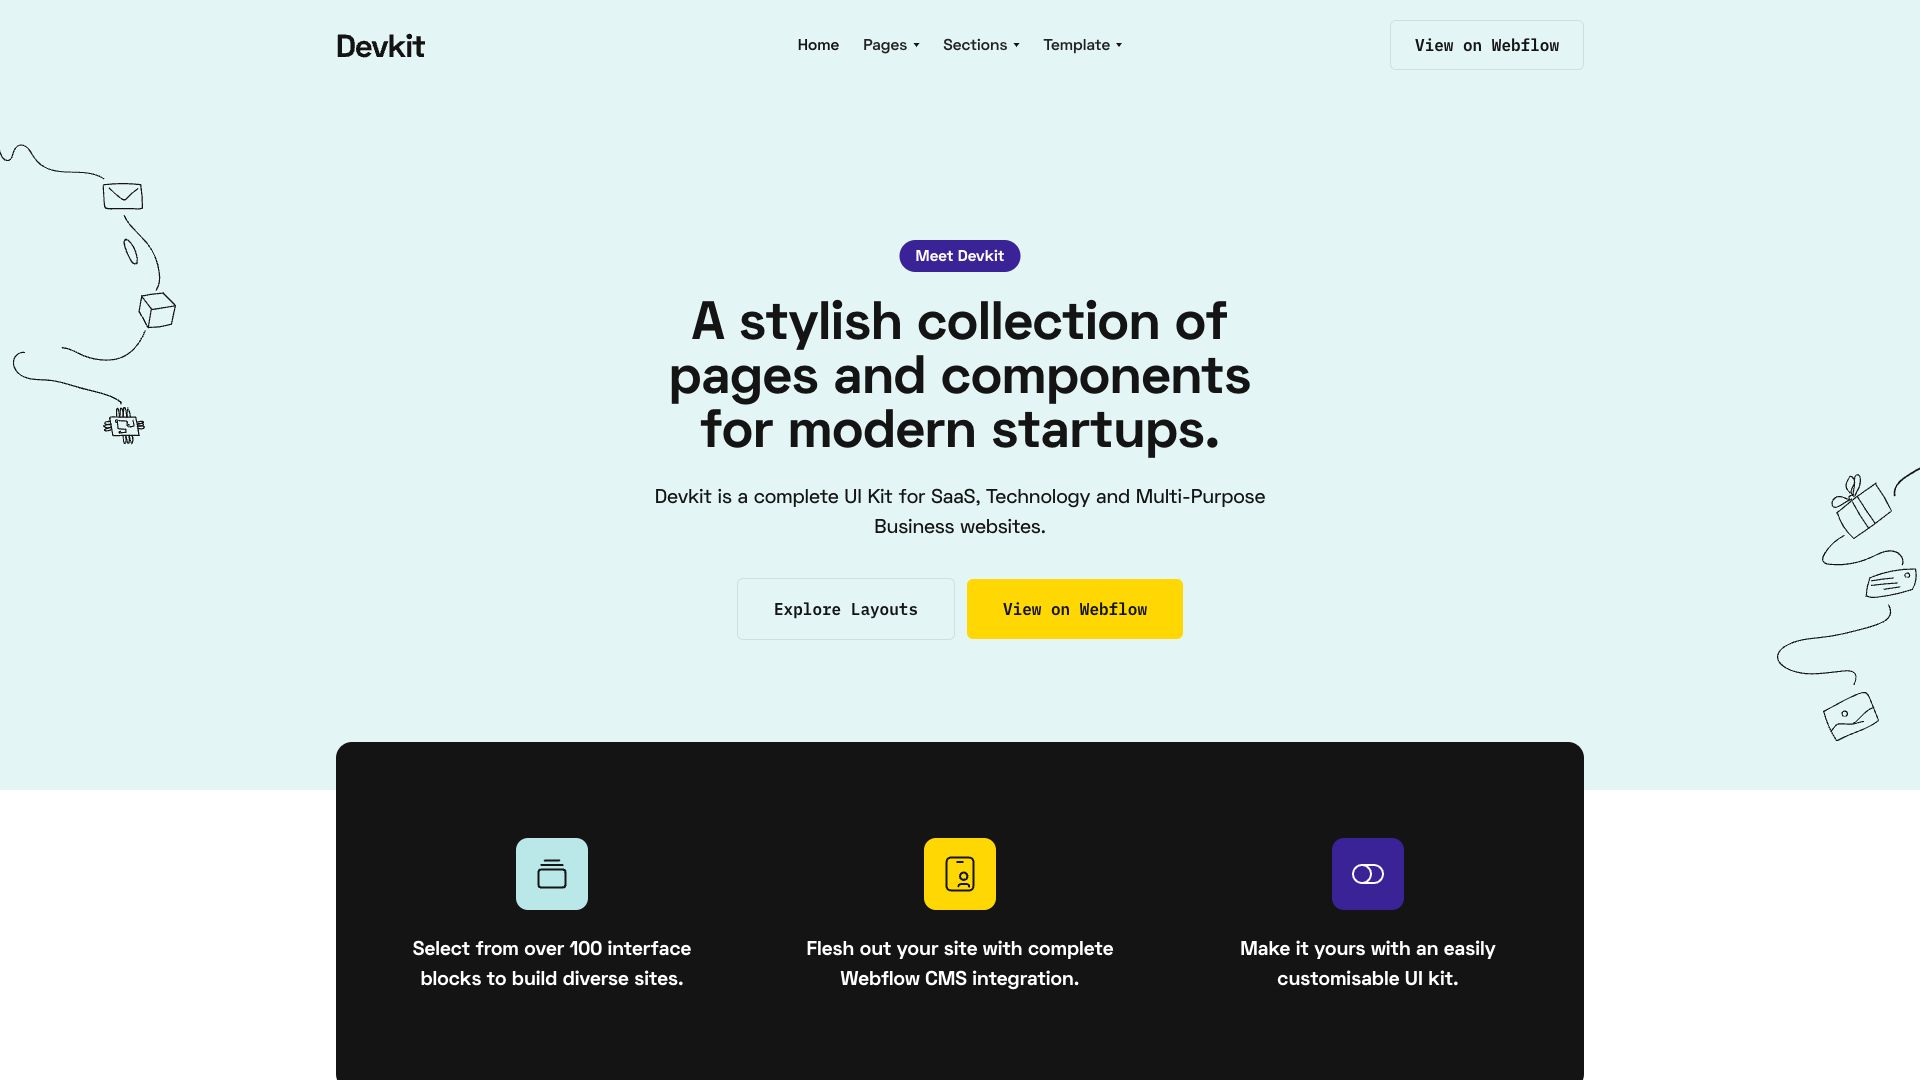 Devkit
Home
Pages
Sections
Template
View on Webflow
Meet Devkit
A stylish collection of
pages and components
for modern startups.
Devkit is a complete UI Kit for SaaS, Technology and Multi-Purpose
Business websites.
Explore Layouts
View on Webflow
Select from over 100 interface
blocks to build diverse sites.
Flesh out your site with complete
Webflow CMS integration.
Make it yours with an easily
customisable UI kit.